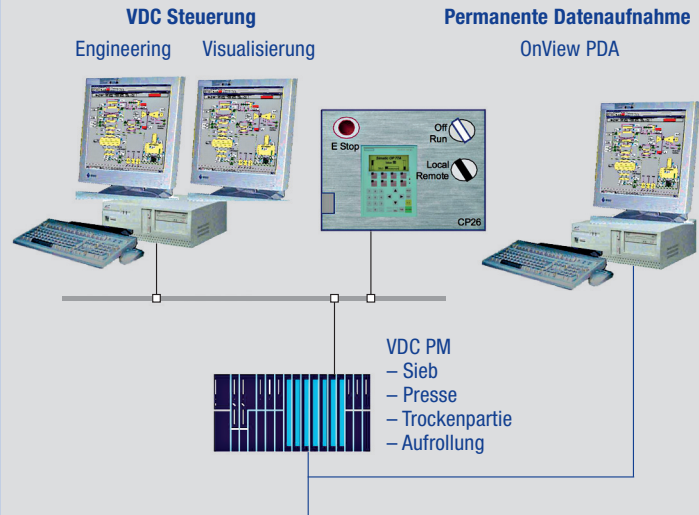 VDC Steuerung
Engineering Visualisierung
Permanente Datenaufnahme
OnView PDA
E Stop
Off
Run
Local
Remote
CP26
VDC PM
– Sieb
– Presse
– Trockenpartie
– Aufrollung